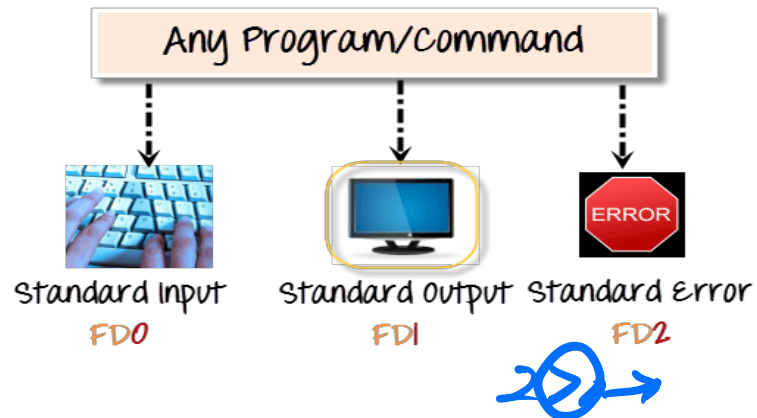 Any Program/Command
ERROR
Standard Input Standard Output Standard Error
FD0 FD1 FD2
2>